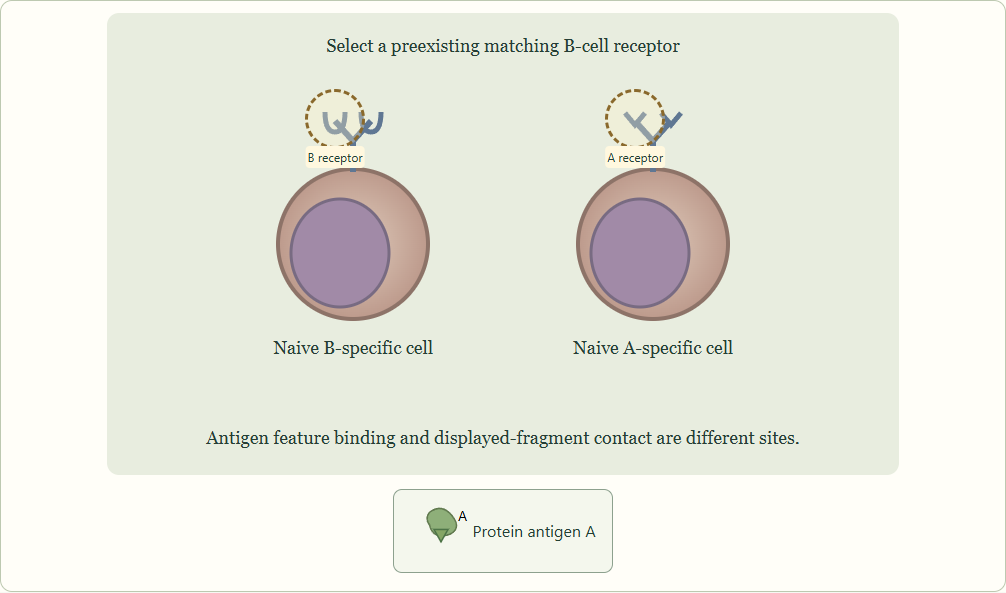 Select a preexisting matching B-cell receptor
B receptor
A receptor
Naive B-specific cell
Naive A-specific cell
Antigen feature binding and displayed-fragment contact are different sites.
A
Protein antigen A